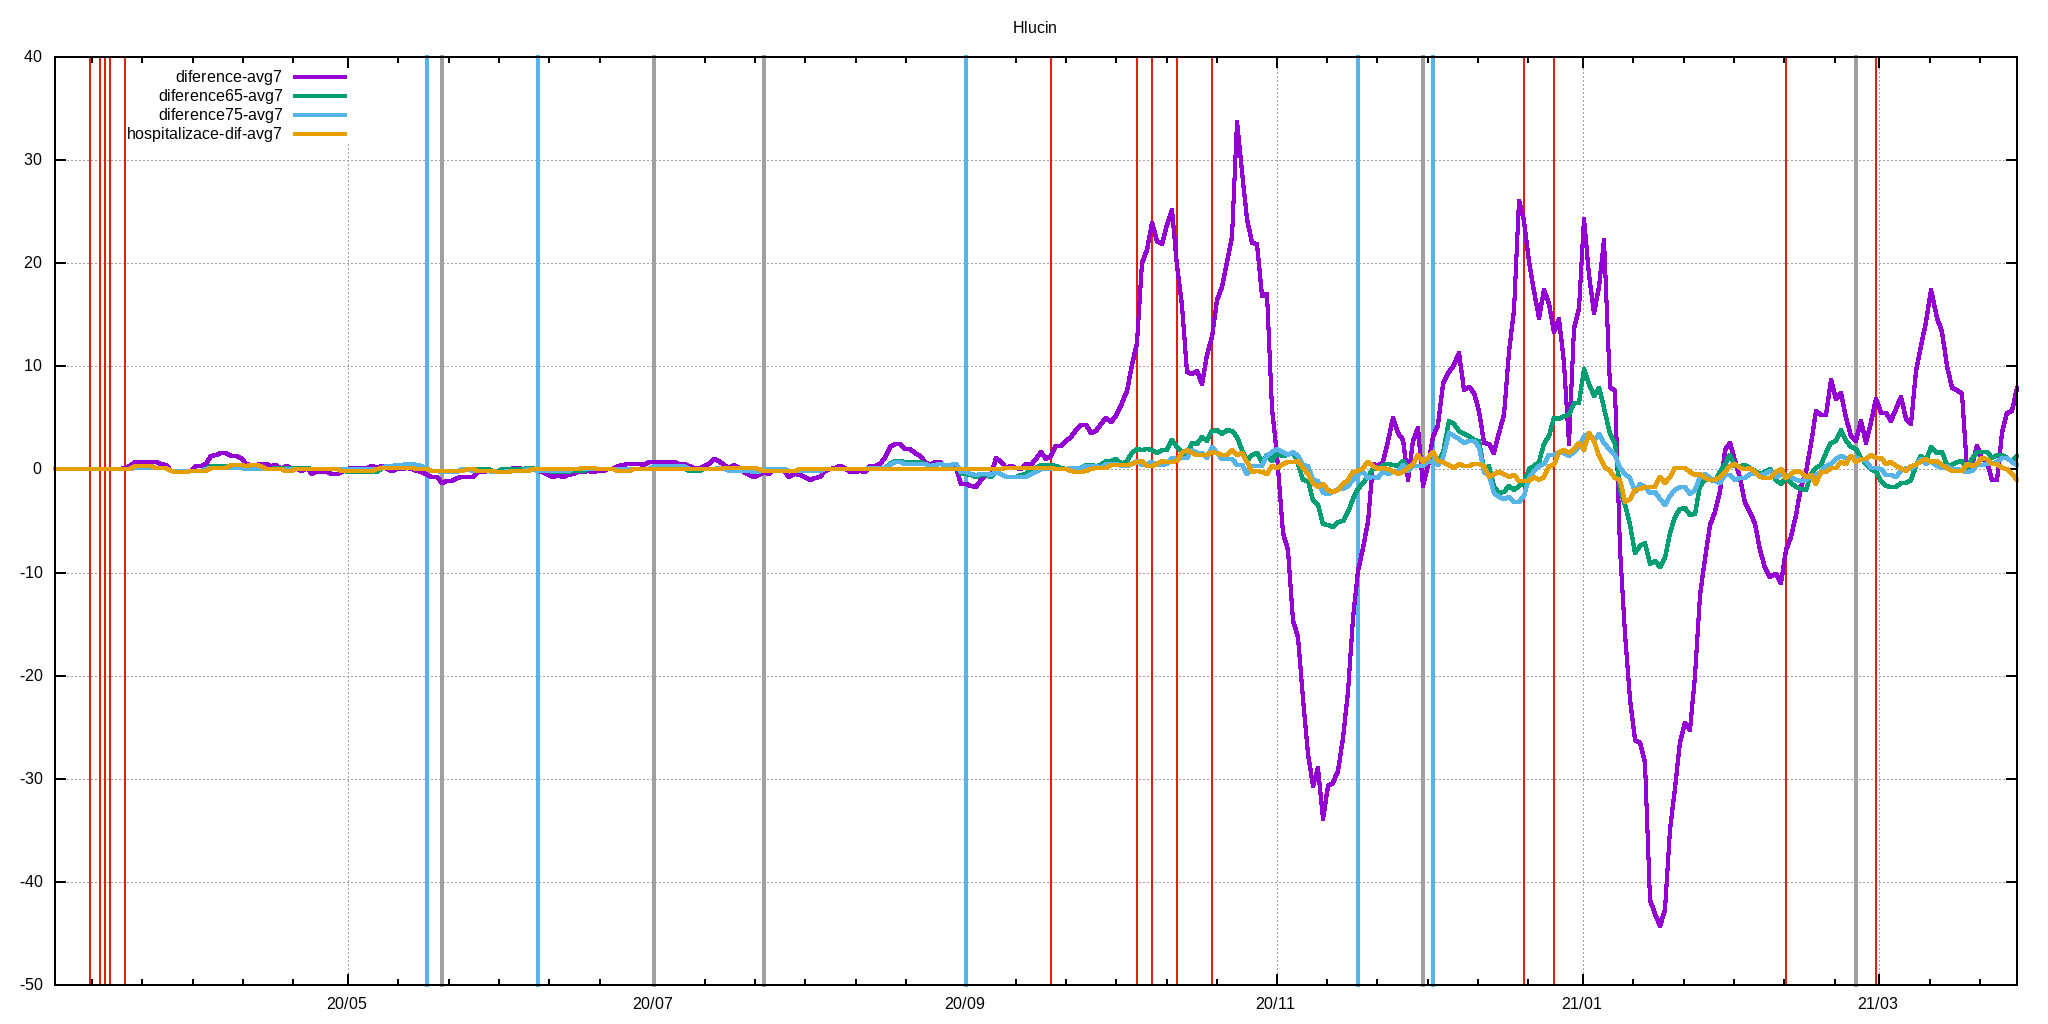 Hlucin
diference-avg7
diference65-avg7
diference75-avg7
hospitalizace-dif-avg7
40
30
20
10
0
-10
-20
-30
-40
-50
20/05 20/07 20/09 20/11 21/01 21/03